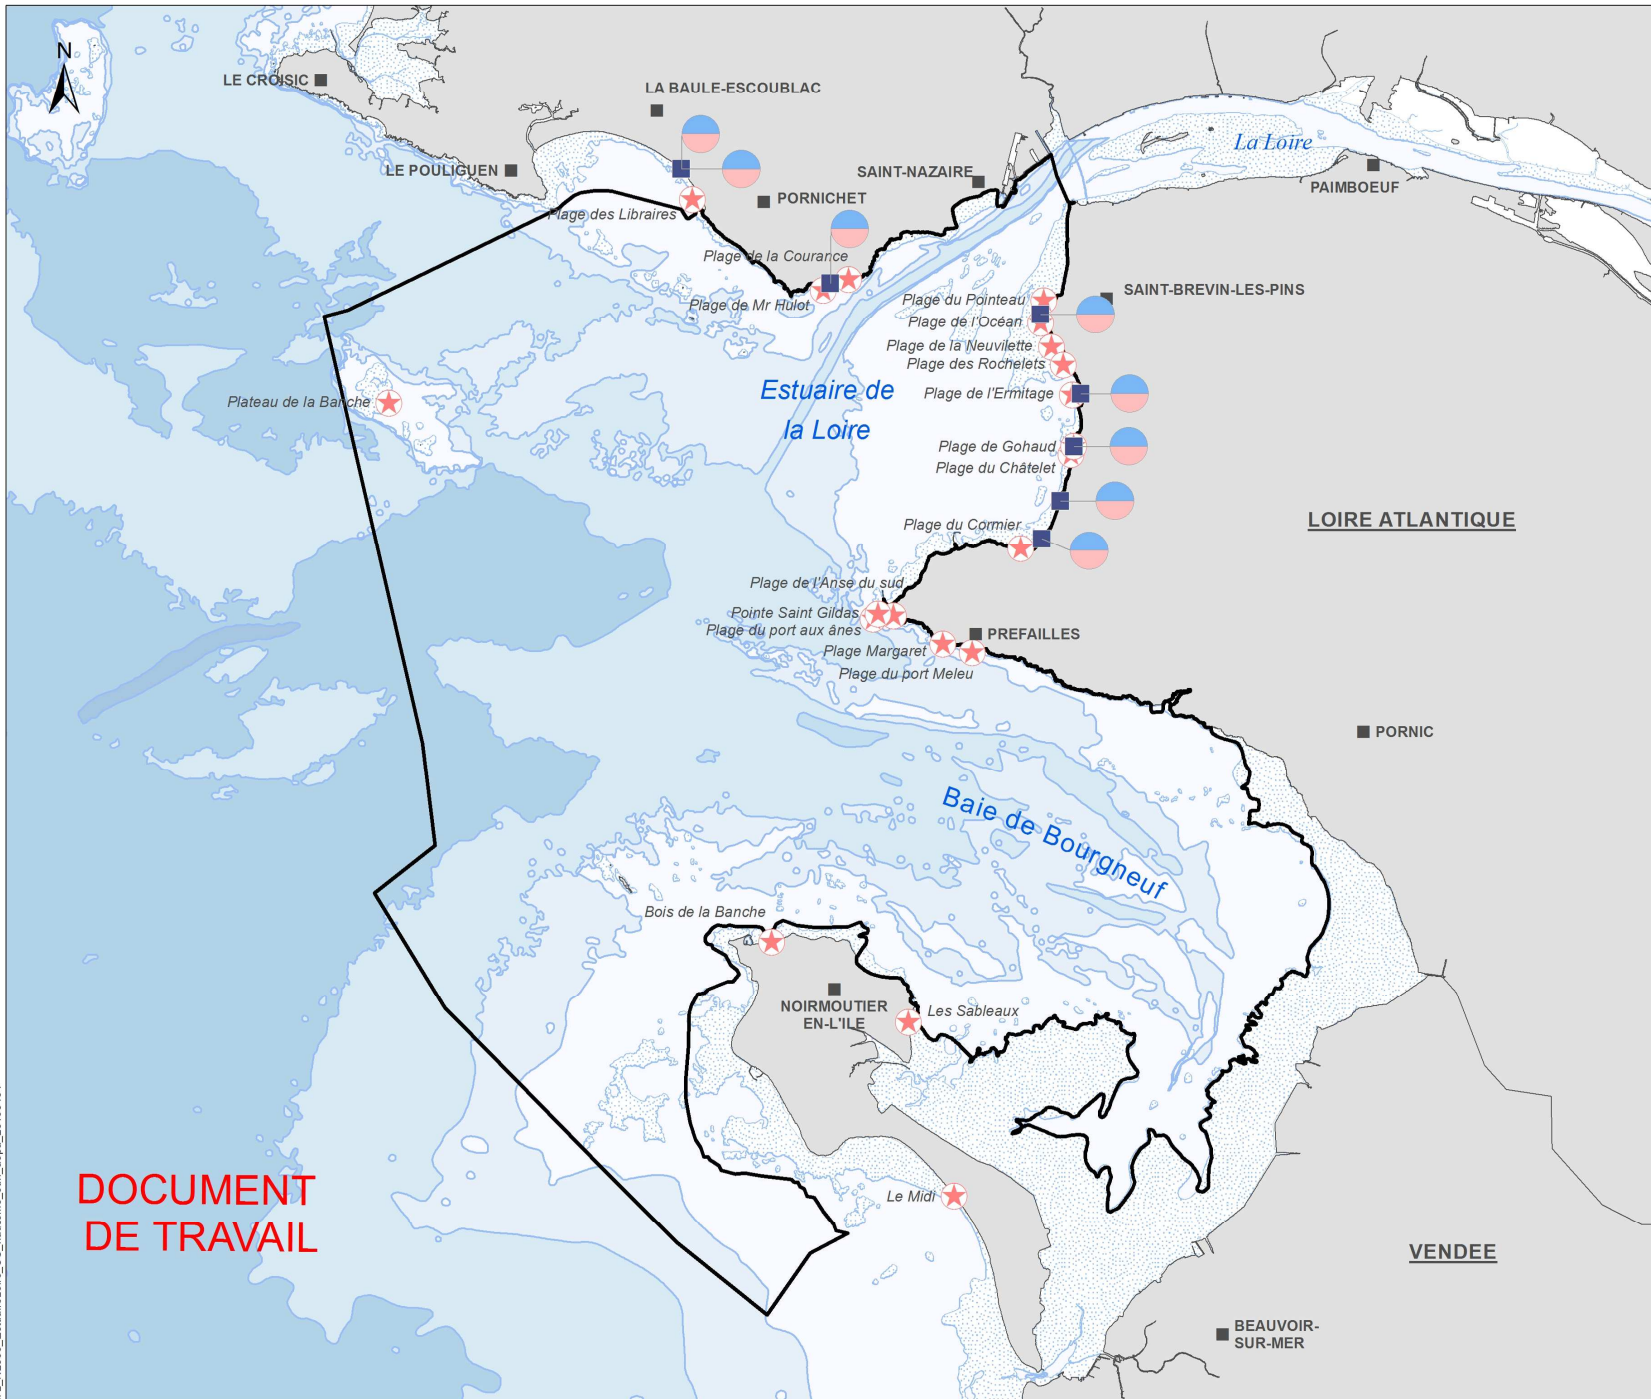 N
LE CROISIC
LA BAULE-ESCOUBLAC
La Loire
LE POULIGUEN
SAINT-NAZAIRE
PAIMBOEUF
PORNICHET
Plage des Libraires
Plage de la Courance
Plage de Mr Hulot
Plage du Pointeau
SAINT-BREVIN-LES-PINS
Plage de l'Océan
Plage de la Neuvilette
Plage des Rochelets
Estuaire de
la Loire
Plage de l'Ermitage
Plateau de la Banche
Plage de Gohaud
Plage du Châtelet
Plage du Cormier
LOIRE ATLANTIQUE
Plage de l'Anse du sud
Pointe Saint Gildas
Plage du port aux ânes
PREFAILLES
Plage Margaret
Plage du port Meleu
PORNIC
Baie de Bourgneuf
Bois de la Banche
NOIRMOUTIER
EN-L'ILE
Les Sableaux
Le Midi
DOCUMENT
DE TRAVAIL
VENDEE
BEAUVOIR-
SUR-MER